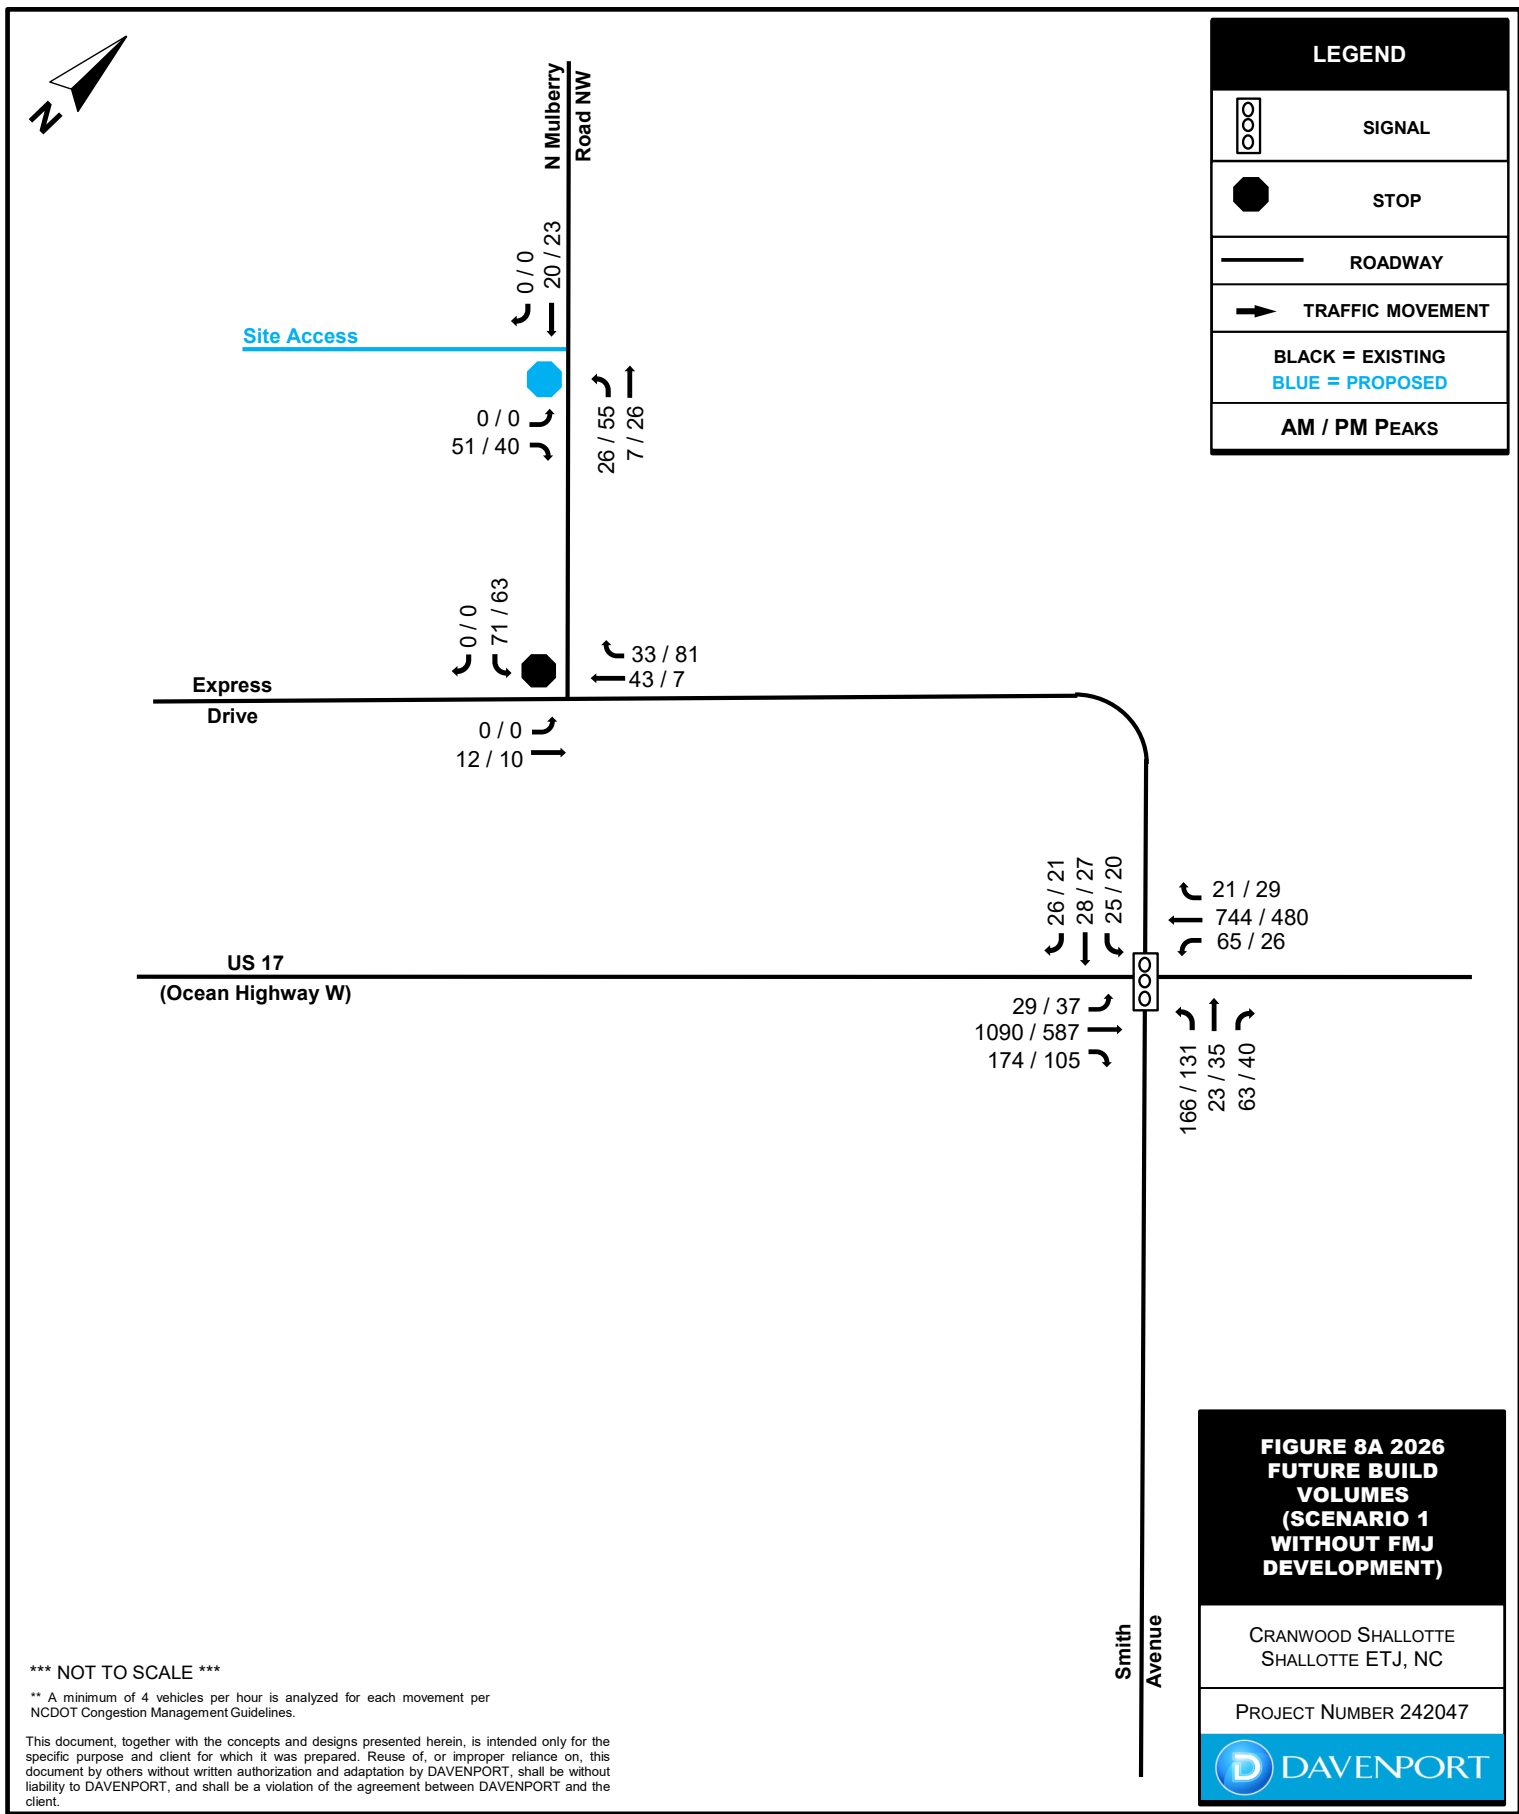 N
N Mulberry
Road NW
LEGEND
SIGNAL
STOP
ROADWAY
TRAFFIC MOVEMENT
BLACK = EXISTING
BLUE = PROPOSED
AM / PM PEAKS
0 / 0
20 / 23
Site Access
0 / 0
51 / 40
26 / 55
7 / 26
0 / 0
71 / 63
33 / 81
43 / 7
Express
Drive
0 / 0
12 / 10
26 / 21
28 / 27
25 / 20
21 / 29
744 / 480
65 / 26
US 17
(Ocean Highway W)
29 / 37
1090 / 587
174 / 105
166 / 131
23 / 35
63 / 40
Smith
Avenue
FIGURE 8A 2026
FUTURE BUILD
VOLUMES
(SCENARIO 1
WITHOUT FMJ
DEVELOPMENT)
CRANWOOD SHALLOTTE
SHALLOTTE ETJ, NC
PROJECT NUMBER 242047
D DAVENPORT
*** NOT TO SCALE ***
** A minimum of 4 vehicles per hour is analyzed for each movement per
NCDOT Congestion Management Guidelines.
This document, together with the concepts and designs presented herein, is intended only for the
specific purpose and client for which it was prepared. Reuse of, or improper reliance on, this
document by others without written authorization and adaptation by DAVENPORT, shall be without
liability to DAVENPORT, and shall be a violation of the agreement between DAVENPORT and the
client.